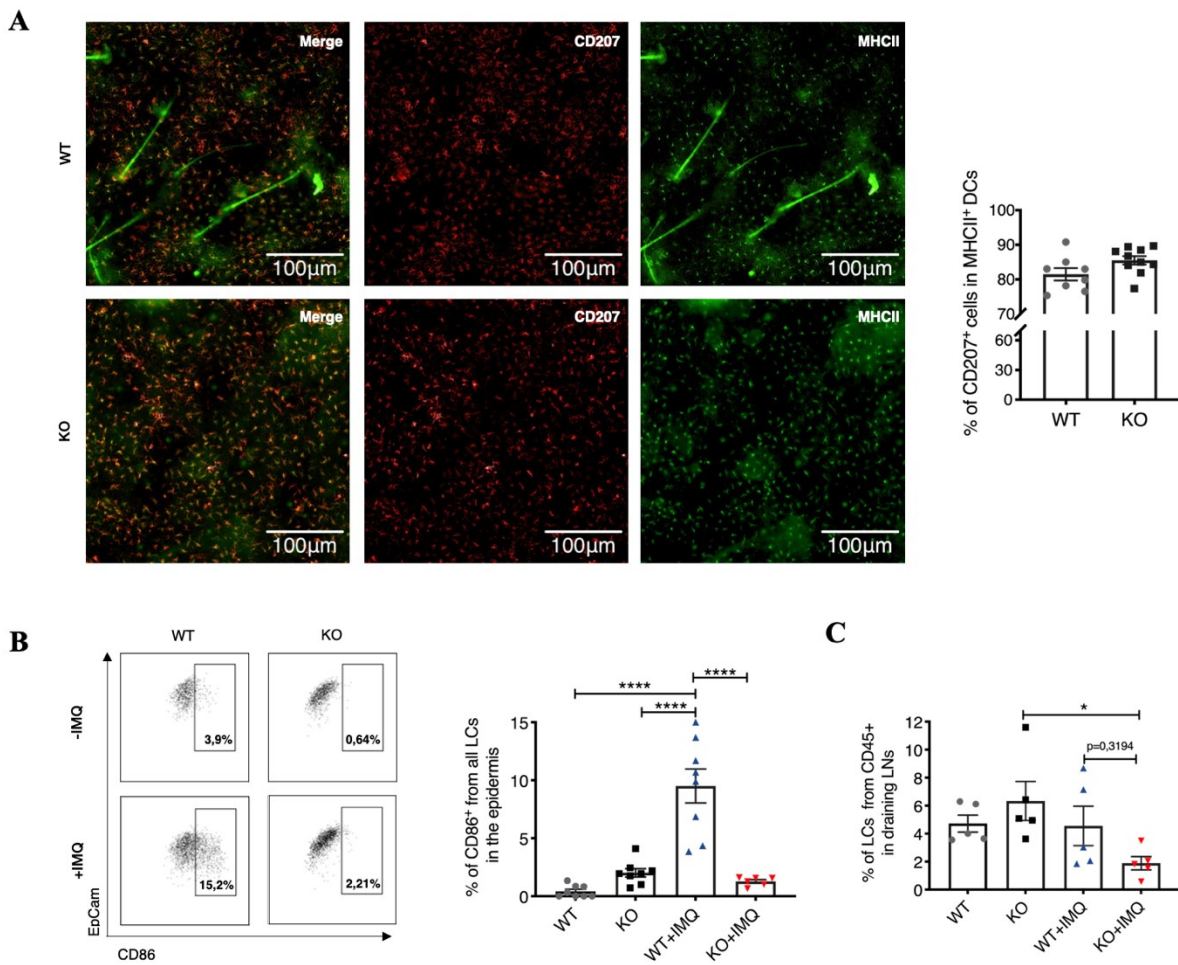 A
Merge
CD207
MHCII
WT
100μm
100μm
100μm
Merge
CD207
MHCII
KO
100μm
100μm
100μm
% of CD207⁺ cells in MHCII⁺ DCs
100
90
80
70
60
30
0
WT
KO
B
WT
KO
-IMQ
3,9%
0,64%
+IMQ
15,2%
2,21%
EpCam
CD86
% of CD86⁺ from all LCs
in the epidermis
15
10
5
0
****
****
****
WT
KO
WT+IMQ
KO+IMQ
C
% of LCs from CD45+
in draining LNs
12
10
8
6
4
2
0
*
p=0,3194
WT
KO
WT+IMQ
KO+IMQ